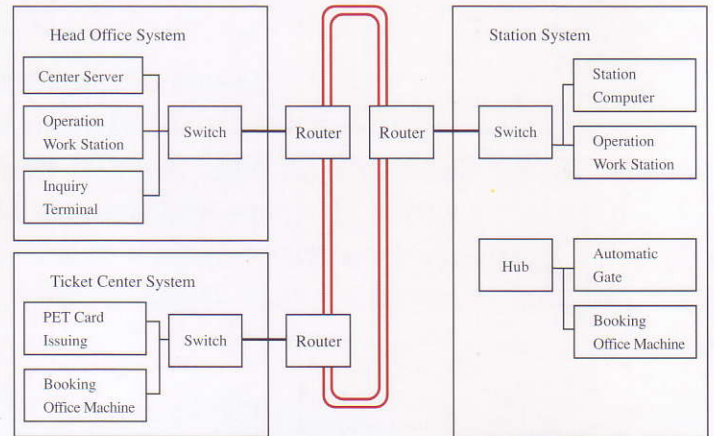 Head Office System
Center Server
Operation
Work Station
Inquiry
Terminal
Switch
Router
Router
Station System
Switch
Station
Computer
Operation
Work Station
Hub
Automatic
Gate
Booking
Office Machine
Ticket Center System
PET Card
Issuing
Booking
Office Machine
Switch
Router